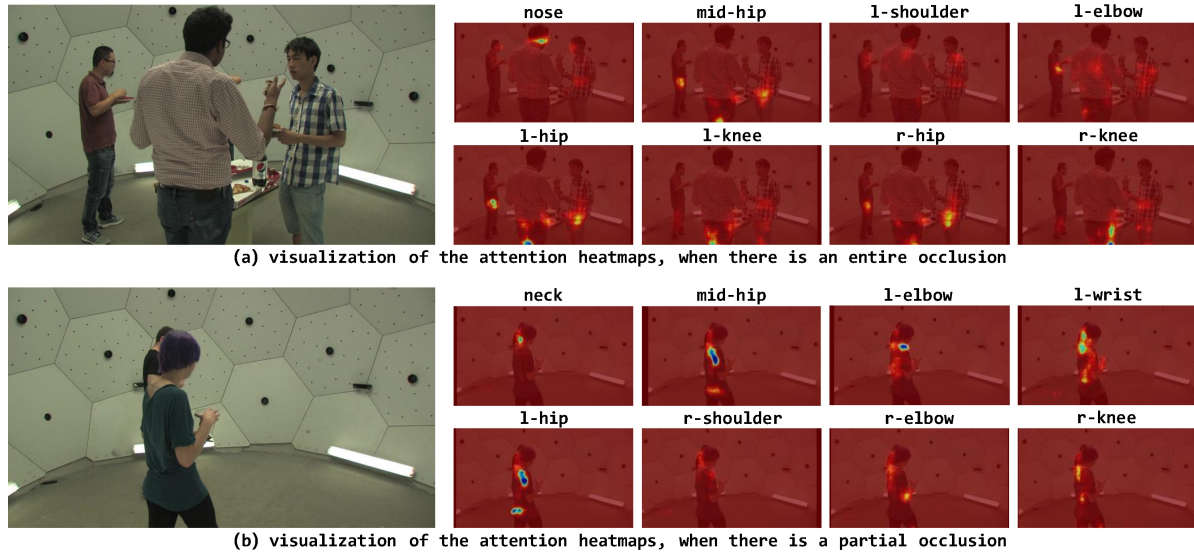 nose mid-hip l-shoulder l-elbow
l-hip l-knee r-hip r-knee
(a) visualization of the attention heatmaps, when there is an entire occlusion
neck mid-hip l-elbow l-wrist
l-hip r-shoulder r-elbow r-knee
(b) visualization of the attention heatmaps, when there is a partial occlusion